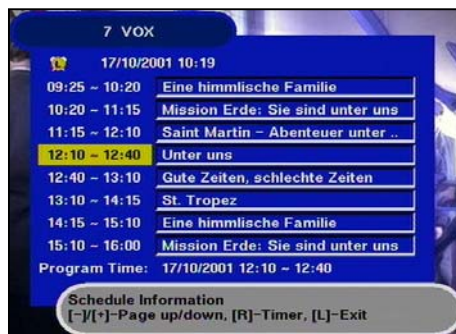 7 VOX
17/10/2001 10:19
09:25 ~ 10:20 Eine himmlische Familie
10:20 ~ 11:15 Mission Erde: Sie sind unter uns
11:15 ~ 12:10 Saint Martin - Abenteuer unter ..
12:10 ~ 12:40 Unter uns
12:40 ~ 13:10 Gute Zeiten, schlechte Zeiten
13:10 ~ 14:15 St. Tropez
14:15 ~ 15:10 Eine himmlische Familie
15:10 ~ 16:00 Mission Erde: Sie sind unter uns
Program Time: 17/10/2001 12:10 ~ 12:40
Schedule Information
[-]/[+]-Page up/down, [R]-Timer, [L]-Exit